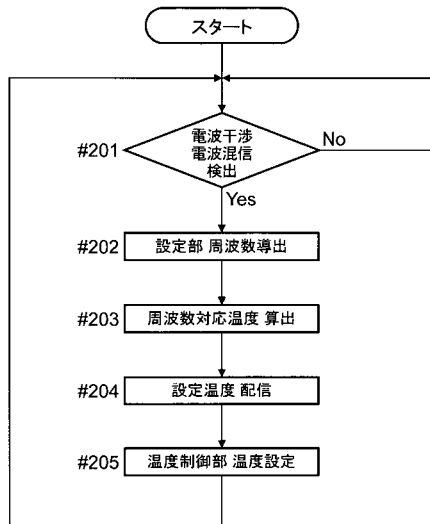 スタート
#201
電波干渉
電波混信
検出
No
Yes
#202
設定部 周波数導出
#203
周波数対応温度 算出
#204
設定温度 配信
#205
温度制御部 温度設定